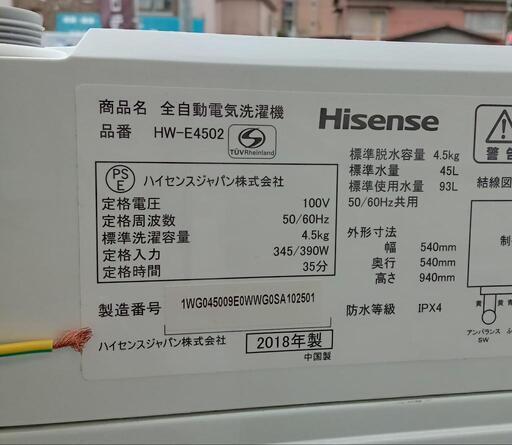 商品名 全自動電気洗濯機
品番 HW-E4502
TÜVRheinland
Hisense
標準脱水容量 4.5kg
標準水量 45L
標準使用水量 93L
50/60Hz共用
PS
E
ハイセンスジャパン株式会社
定格電圧 100V
定格周波数 50/60Hz
標準洗濯容量 4.5kg
定格入力 345/390W
定格時間 35分
外形寸法
幅 540mm
奥行 540mm
高さ 940mm
製造番号 1WG045009E0WWG0SA102501
防水等級 IPX4
ハイセンスジャパン株式会社
2018年製
中国製
警告
結線図
制
黄 青 黄
アンバランス
SW